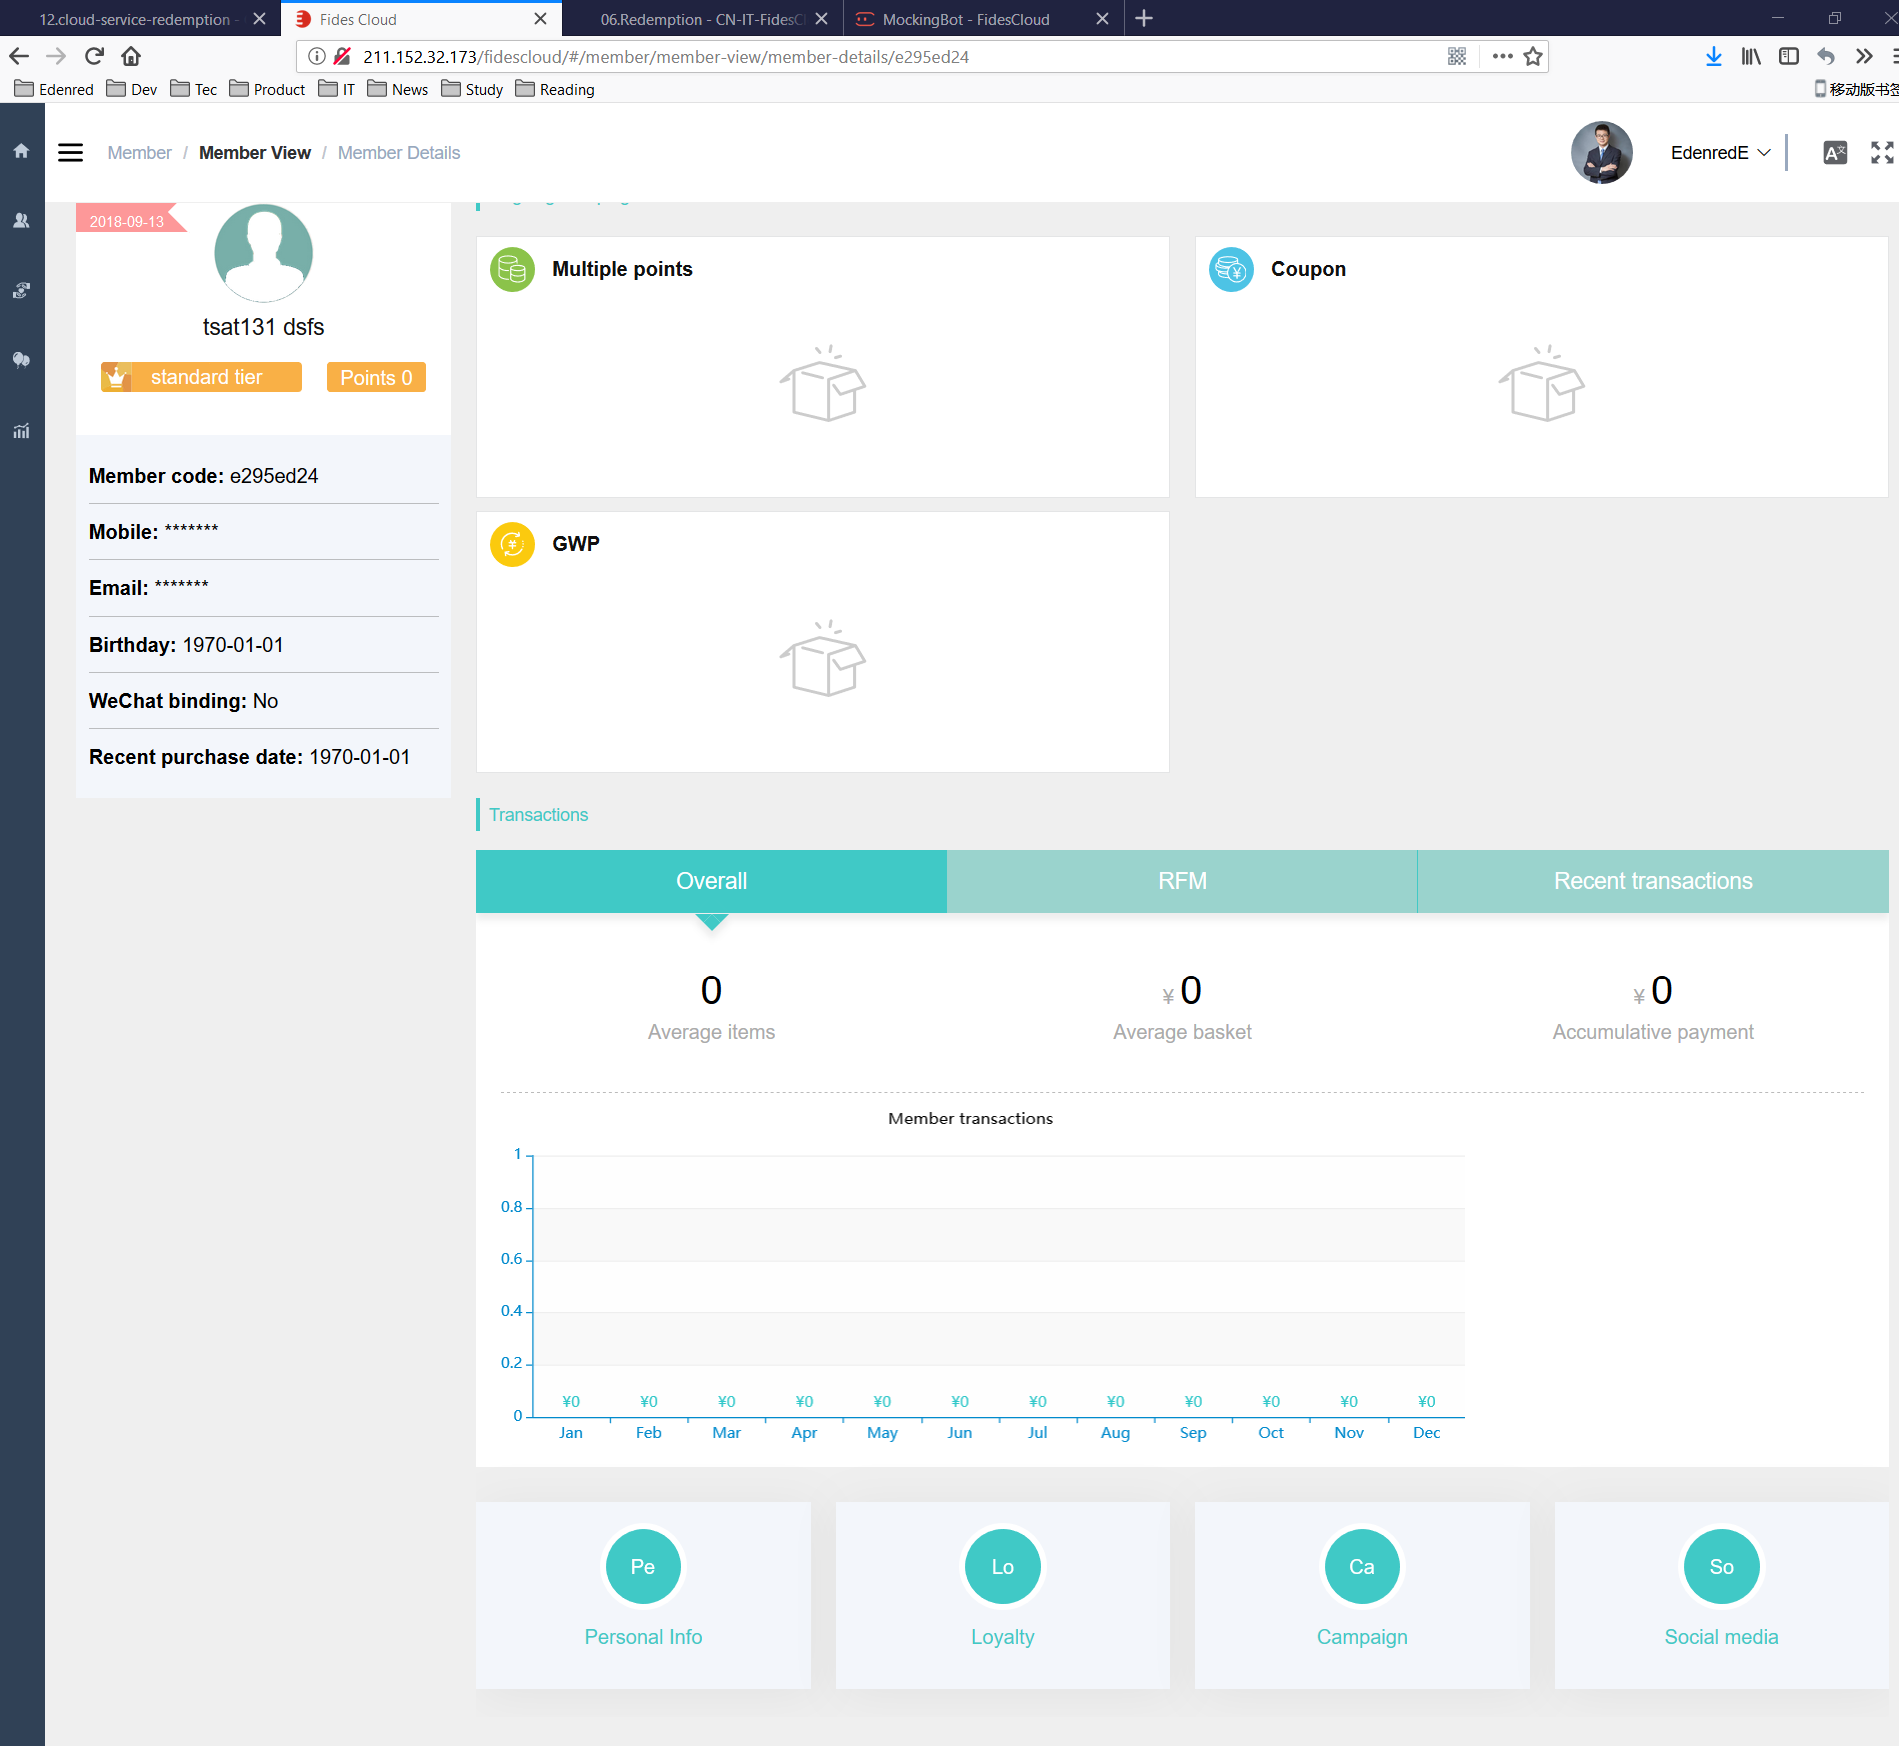 12.cloud-service-redemption -
Fides Cloud
06.Redemption - CN-IT-FidesCl
MockingBot - FidesCloud
211.152.32.173/fidescloud/#/member/member-view/member-details/e295ed24
Edenred Dev Tec Product IT News Study Reading
移动版书签
Member / Member View / Member Details
EdenredE
2018-09-13
tsat131 dsfs
standard tier
Points 0
Member code: e295ed24
Mobile: *******
Email: *******
Birthday: 1970-01-01
WeChat binding: No
Recent purchase date: 1970-01-01
Multiple points
Coupon
GWP
Transactions
Overall
RFM
Recent transactions
0
Average items
¥ 0
Average basket
¥ 0
Accumulative payment
Member transactions
1
0.8
0.6
0.4
0.2
0
¥0 ¥0 ¥0 ¥0 ¥0 ¥0 ¥0 ¥0 ¥0 ¥0 ¥0 ¥0
Jan Feb Mar Apr May Jun Jul Aug Sep Oct Nov Dec
Pe
Personal Info
Lo
Loyalty
Ca
Campaign
So
Social media